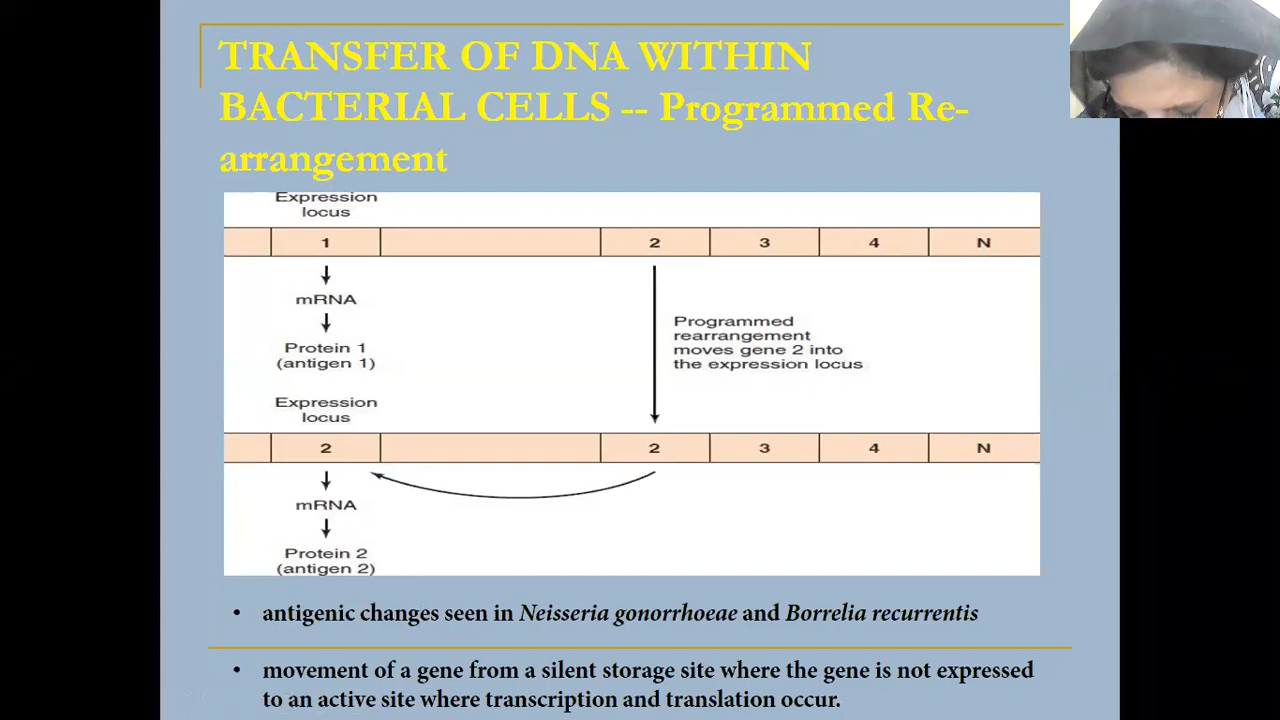 TRANSFER OF DNA WITHIN
BACTERIAL CELLS -- Programmed Re-
arrangement
Expression
locus
1 2 3 4 N
mRNA
Protein 1
(antigen 1)
Programmed
rearrangement
moves gene 2 into
the expression locus
Expression
locus
2 2 3 4 N
mRNA
Protein 2
(antigen 2)
• antigenic changes seen in Neisseria gonorrhoeae and Borrelia recurrentis
• movement of a gene from a silent storage site where the gene is not expressed
to an active site where transcription and translation occur.